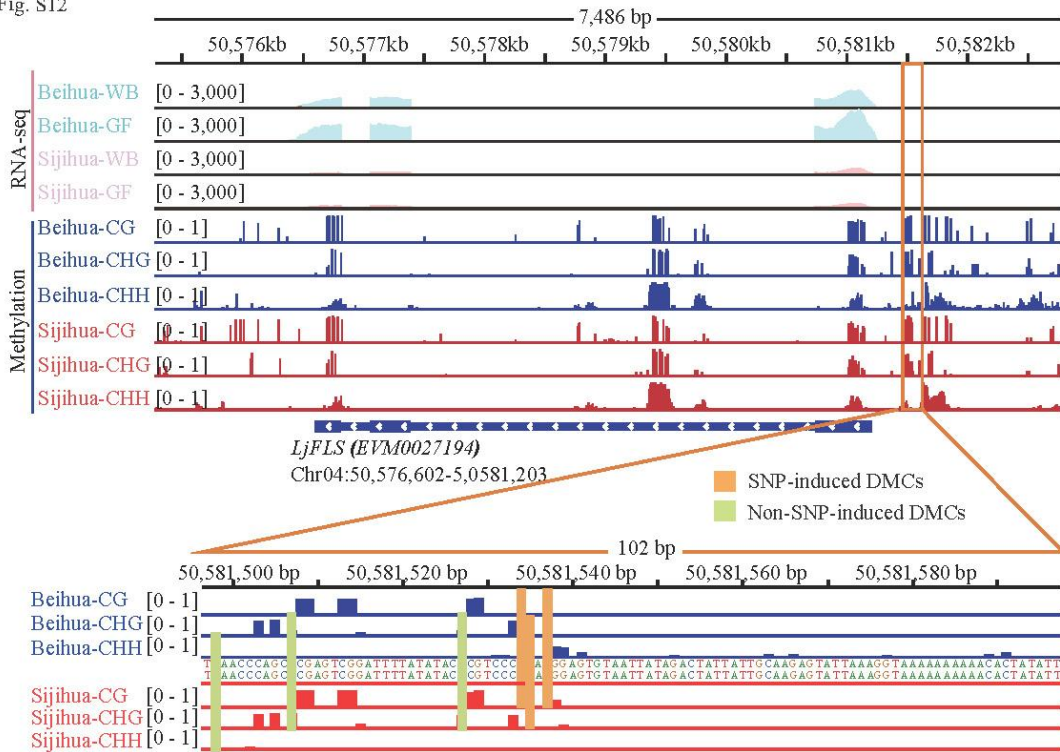 Fig. S12
7,486 bp
50,576kb 50,577kb 50,578kb 50,579kb 50,580kb 50,581kb 50,582kb
RNA-seq
Beihua-WB [0 - 3,000]
Beihua-GF [0 - 3,000]
Sijihua-WB [0 - 3,000]
Sijihua-GF [0 - 3,000]
Methylation
Beihua-CG [0 - 1]
Beihua-CHG [0 - 1]
Beihua-CHH [0 - 1]
Sijihua-CG [0 - 1]
Sijihua-CHG [0 - 1]
Sijihua-CHH [0 - 1]
LjFLS (EVM0027194)
Chr04:50,576,602-5,0581,203
SNP-induced DMCs
Non-SNP-induced DMCs
102 bp
50,581,500 bp 50,581,520 bp 50,581,540 bp 50,581,560 bp 50,581,580 bp
Beihua-CG [0 - 1]
Beihua-CHG [0 - 1]
Beihua-CHH [0 - 1]
Sijihua-CG [0 - 1]
Sijihua-CHG [0 - 1]
Sijihua-CHH [0 - 1]